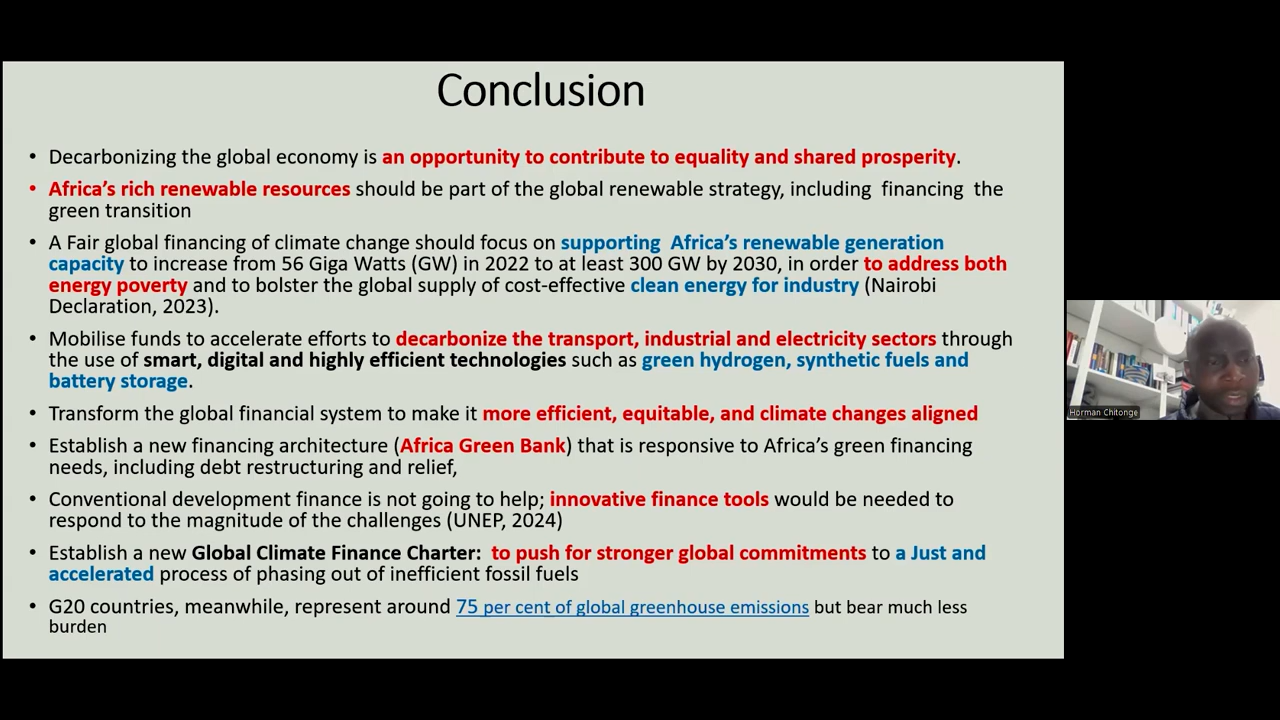 Conclusion
• Decarbonizing the global economy is an opportunity to contribute to equality and shared prosperity.
• Africa's rich renewable resources should be part of the global renewable strategy, including financing the
green transition
• A Fair global financing of climate change should focus on supporting Africa's renewable generation
capacity to increase from 56 Giga Watts (GW) in 2022 to at least 300 GW by 2030, in order to address both
energy poverty and to bolster the global supply of cost-effective clean energy for industry (Nairobi
Declaration, 2023).
• Mobilise funds to accelerate efforts to decarbonize the transport, industrial and electricity sectors through
the use of smart, digital and highly efficient technologies such as green hydrogen, synthetic fuels and
battery storage.
• Transform the global financial system to make it more efficient, equitable, and climate changes aligned
• Establish a new financing architecture (Africa Green Bank) that is responsive to Africa's green financing
needs, including debt restructuring and relief,
• Conventional development finance is not going to help; innovative finance tools would be needed to
respond to the magnitude of the challenges (UNEP, 2024)
• Establish a new Global Climate Finance Charter: to push for stronger global commitments to a Just and
accelerated process of phasing out of inefficient fossil fuels
• G20 countries, meanwhile, represent around 75 per cent of global greenhouse emissions but bear much less
burden
Horman Chitonge